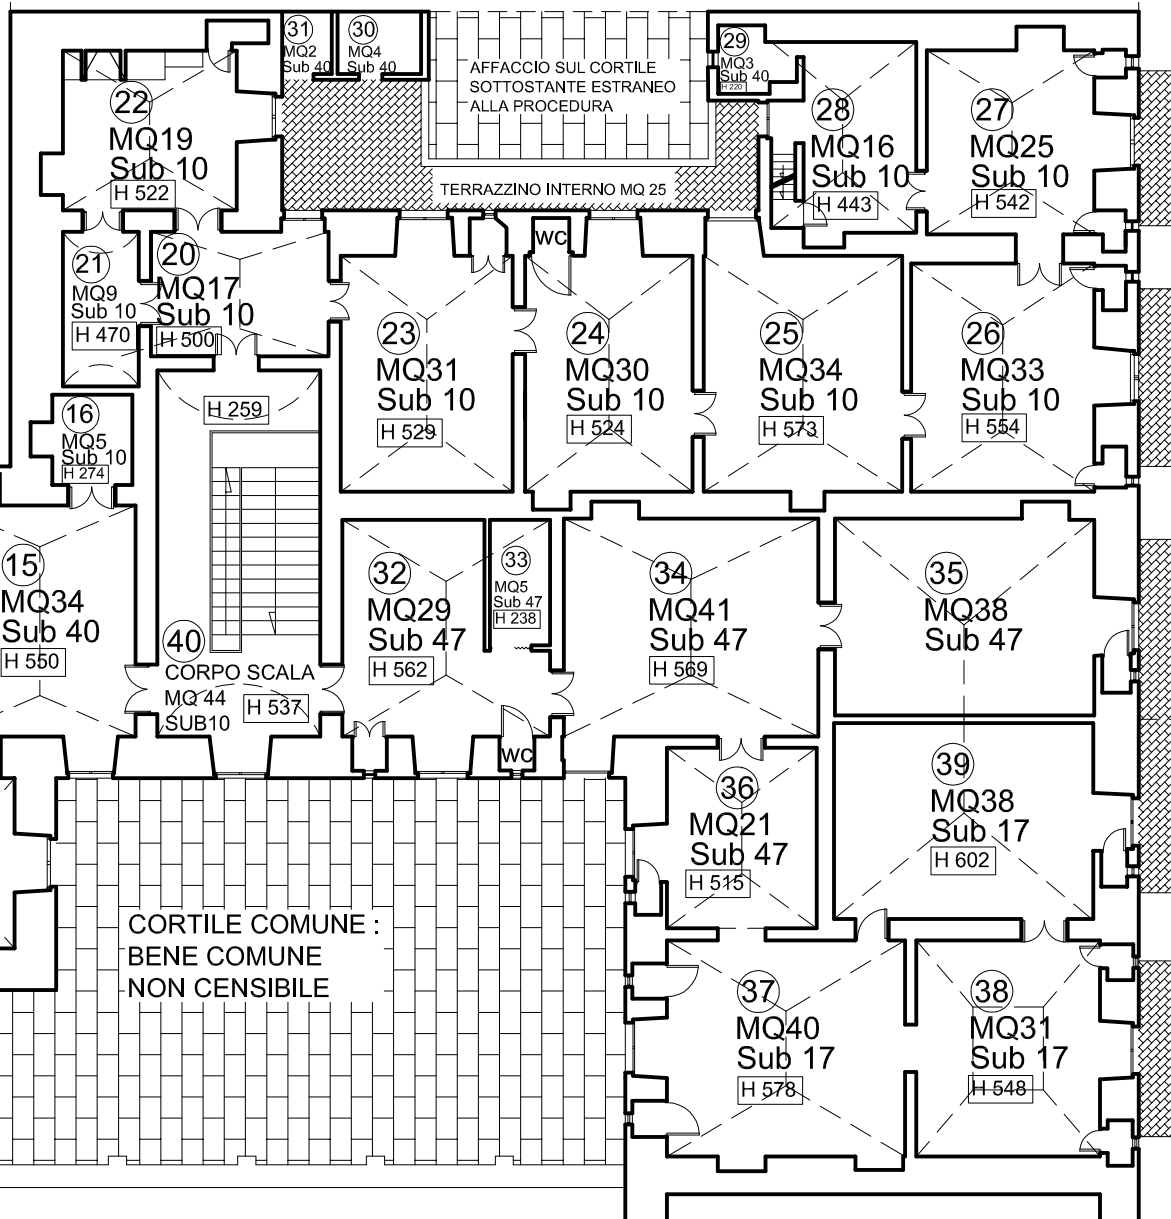 31
MQ2
Sub 40
30
MQ4
Sub 40
AFFACCIO SUL CORTILE
SOTTOSTANTE ESTRANEO
ALLA PROCEDURA
29
MQ3
Sub 40
H 220
22
MQ19
Sub 10
H 522
28
MQ16
Sub 10
H 443
27
MQ25
Sub 10
H 542
TERRAZZINO INTERNO MQ 25
21
MQ9
Sub 10
H 470
20
MQ17
Sub 10
H 500
WC
23
MQ31
Sub 10
H 529
24
MQ30
Sub 10
H 524
25
MQ34
Sub 10
H 573
26
MQ33
Sub 10
H 554
16
MQ5
Sub 10
H 274
H 259
15
MQ34
Sub 40
H 550
40
CORPO SCALA
MQ 44
SUB10
H 537
32
MQ29
Sub 47
H 562
33
MQ5
Sub 47
H 238
WC
34
MQ41
Sub 47
H 569
35
MQ38
Sub 47
36
MQ21
Sub 47
H 515
39
MQ38
Sub 17
H 602
CORTILE COMUNE :
BENE COMUNE
NON CENSIBILE
37
MQ40
Sub 17
H 578
38
MQ31
Sub 17
H 548